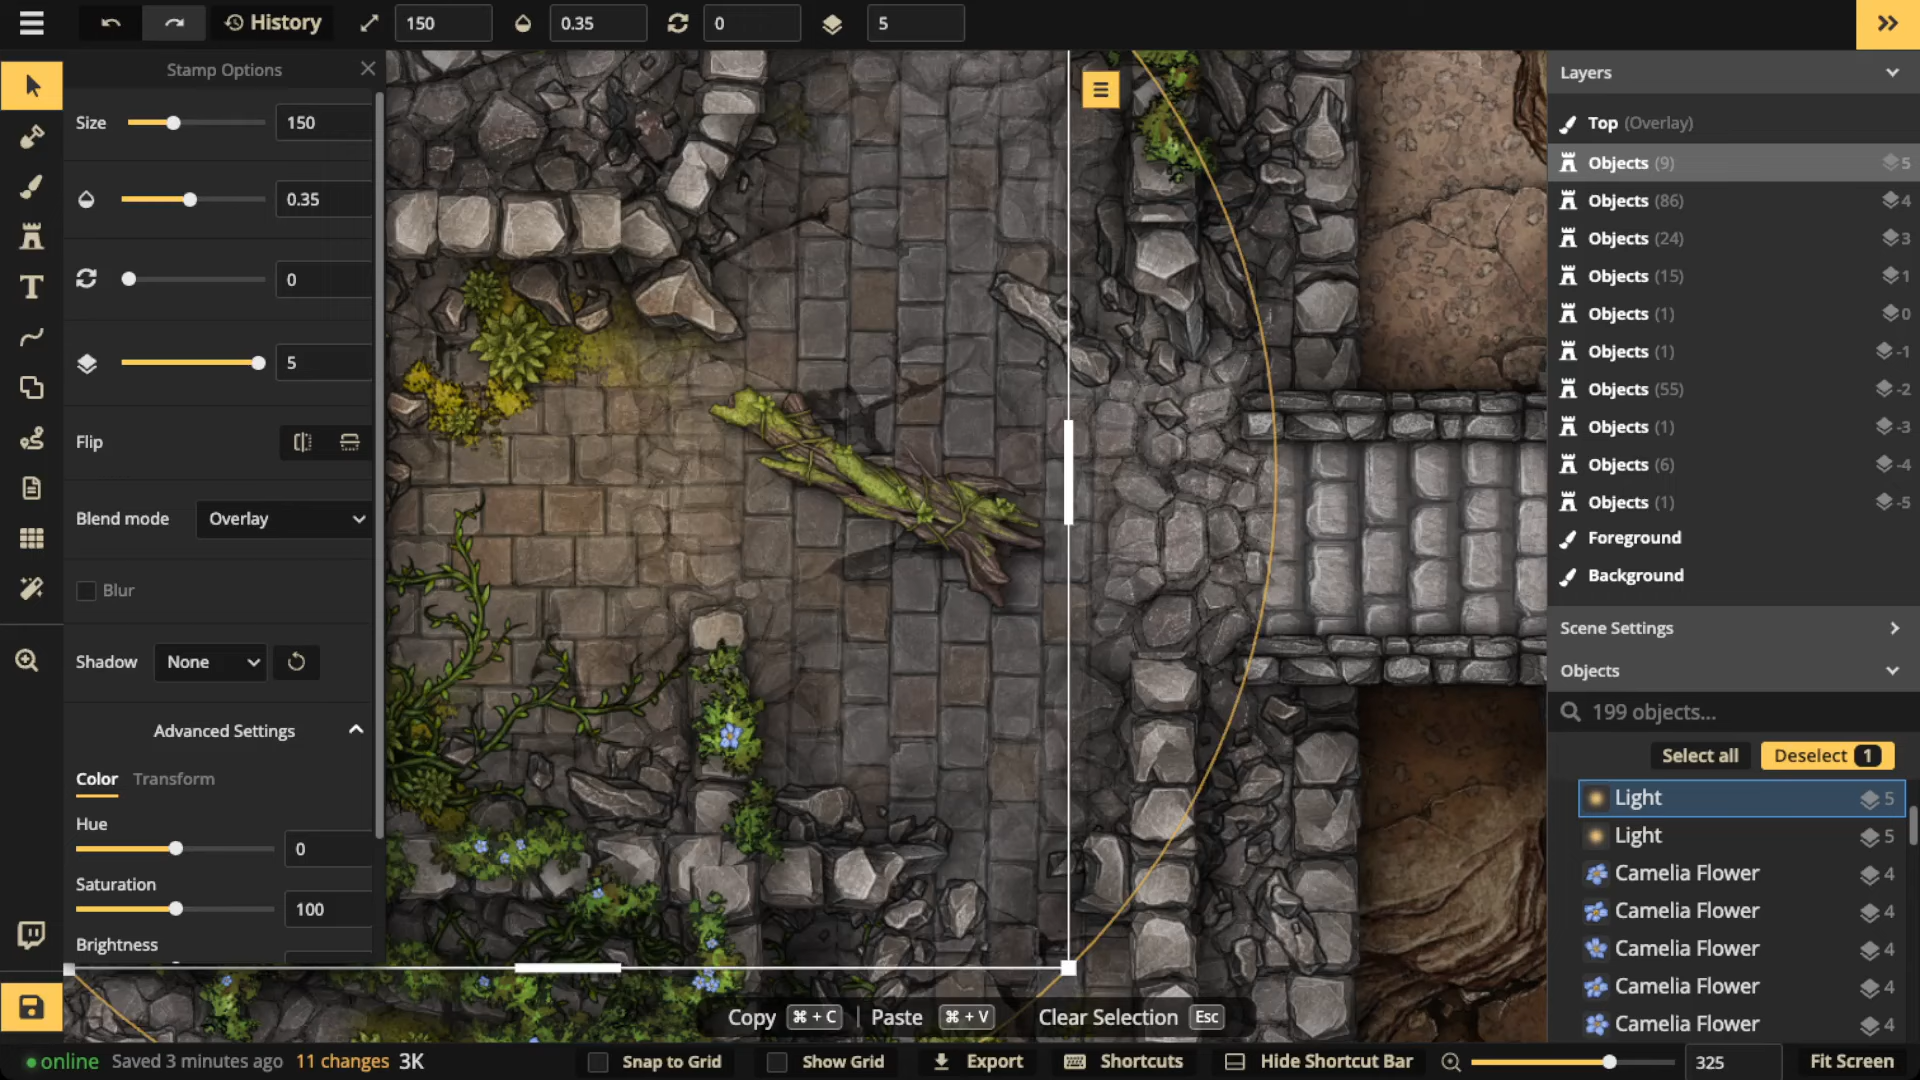 History
150
0.35
0
5
Stamp Options
Size
150
0.35
0
5
Flip
Blend mode
Overlay
Blur
Shadow
None
Advanced Settings
Color
Transform
Hue
0
Saturation
100
Brightness
Layers
Top (Overlay)
Objects (9) 5
Objects (86) 4
Objects (24) 3
Objects (15) 1
Objects (1) 0
Objects (1) -1
Objects (55) -2
Objects (1) -3
Objects (6) -4
Objects (1) -5
Foreground
Background
Scene Settings
Objects
199 objects...
Select all
Deselect 1
Light 5
Light 5
Camelia Flower 4
Camelia Flower 4
Camelia Flower 4
Camelia Flower 4
Camelia Flower 4
Copy ⌘ + C Paste ⌘ + V Clear Selection Esc
online Saved 3 minutes ago 11 changes 3K
Snap to Grid
Show Grid
Export
Shortcuts
Hide Shortcut Bar
325
Fit Screen